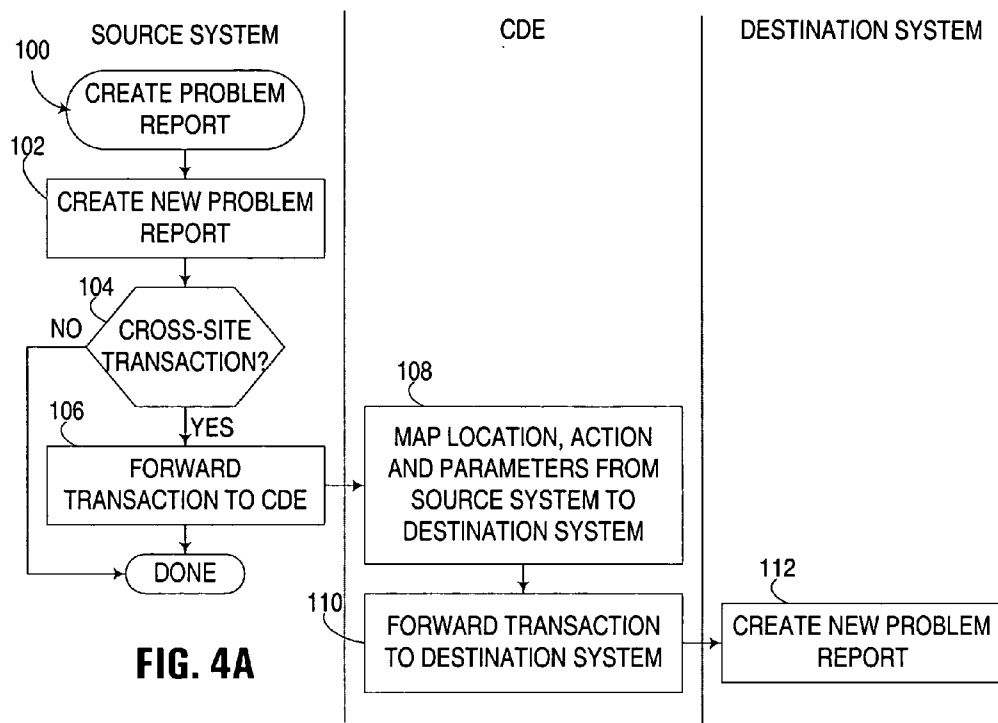 SOURCE SYSTEM
CDE
DESTINATION SYSTEM
100
CREATE PROBLEM
REPORT
102
CREATE NEW PROBLEM
REPORT
104
NO
CROSS-SITE
TRANSACTION?
YES
106
FORWARD
TRANSACTION TO CDE
DONE
108
MAP LOCATION, ACTION
AND PARAMETERS FROM
SOURCE SYSTEM TO
DESTINATION SYSTEM
110
FORWARD TRANSACTION
TO DESTINATION SYSTEM
112
CREATE NEW PROBLEM
REPORT
FIG. 4A